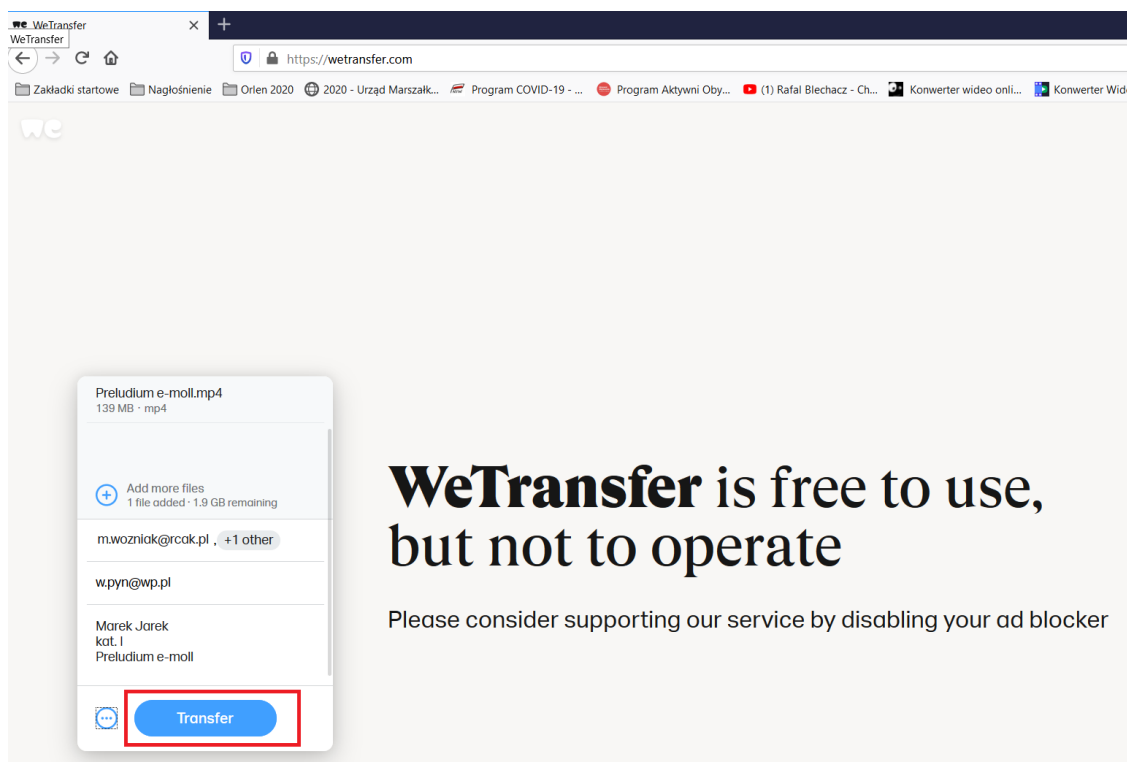 we WeTransfer
WeTransfer
https://wetransfer.com
Zakładki startowe Nagłośnienie Orlen 2020 2020 - Urząd Marszałk... Program COVID-19 - ... Program Aktywni Oby... (1) Rafal Blechacz - Ch... Konwerter wideo onli... Konwerter Wid
we
Preludium e-moll.mp4
139 MB · mp4
Add more files
1 file added · 1.9 GB remaining
m.wozniak@rcak.pl , +1 other
w.pyn@wp.pl
Marek Jarek
kat. I
Preludium e-moll
Transfer
WeTransfer is free to use,
but not to operate
Please consider supporting our service by disabling your ad blocker